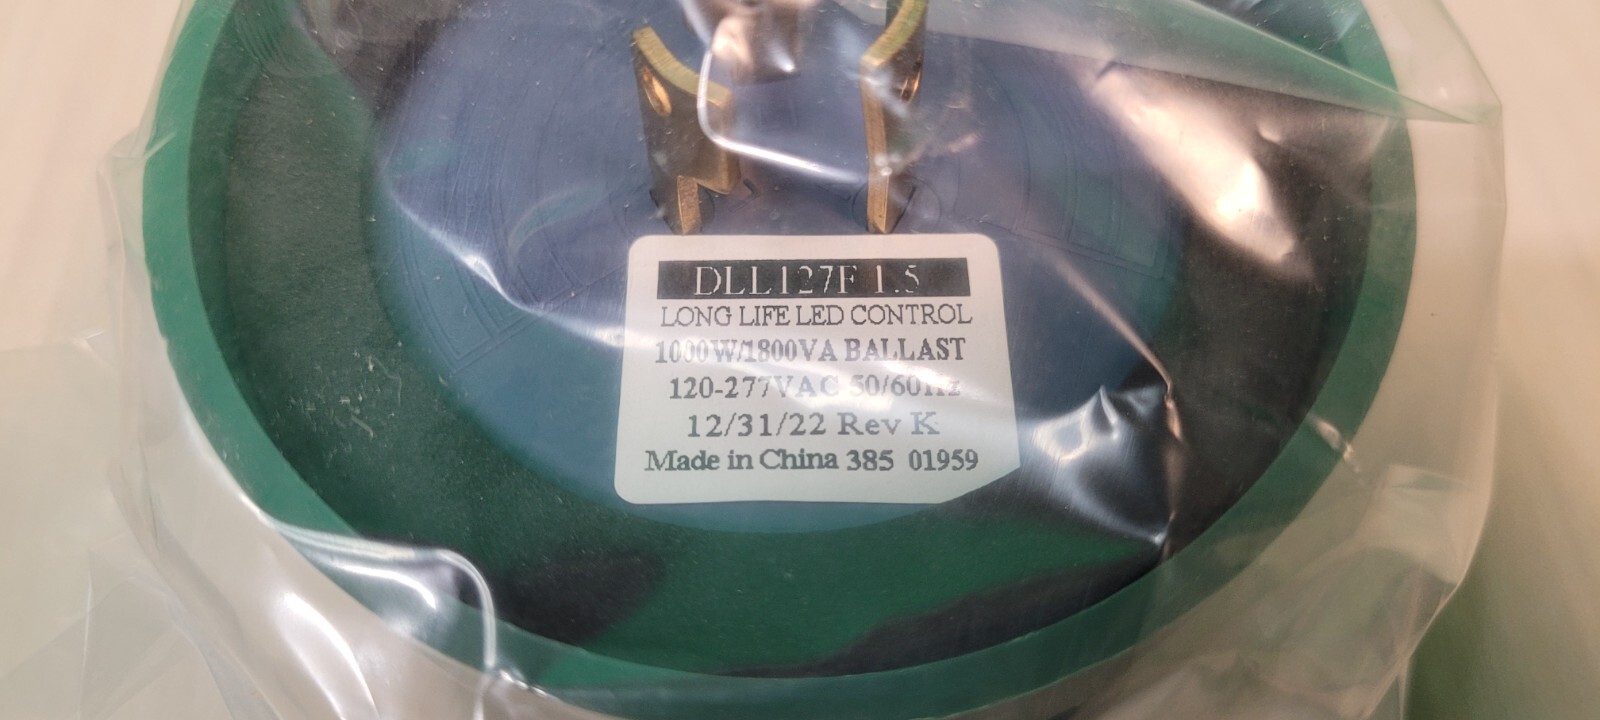 DLL127F 1.5
LONG LIFE LED CONTROL
1000W/1800VA BALLAST
120-277VAC 50/60Hz
12/31/22 Rev K
Made in China 385 01959